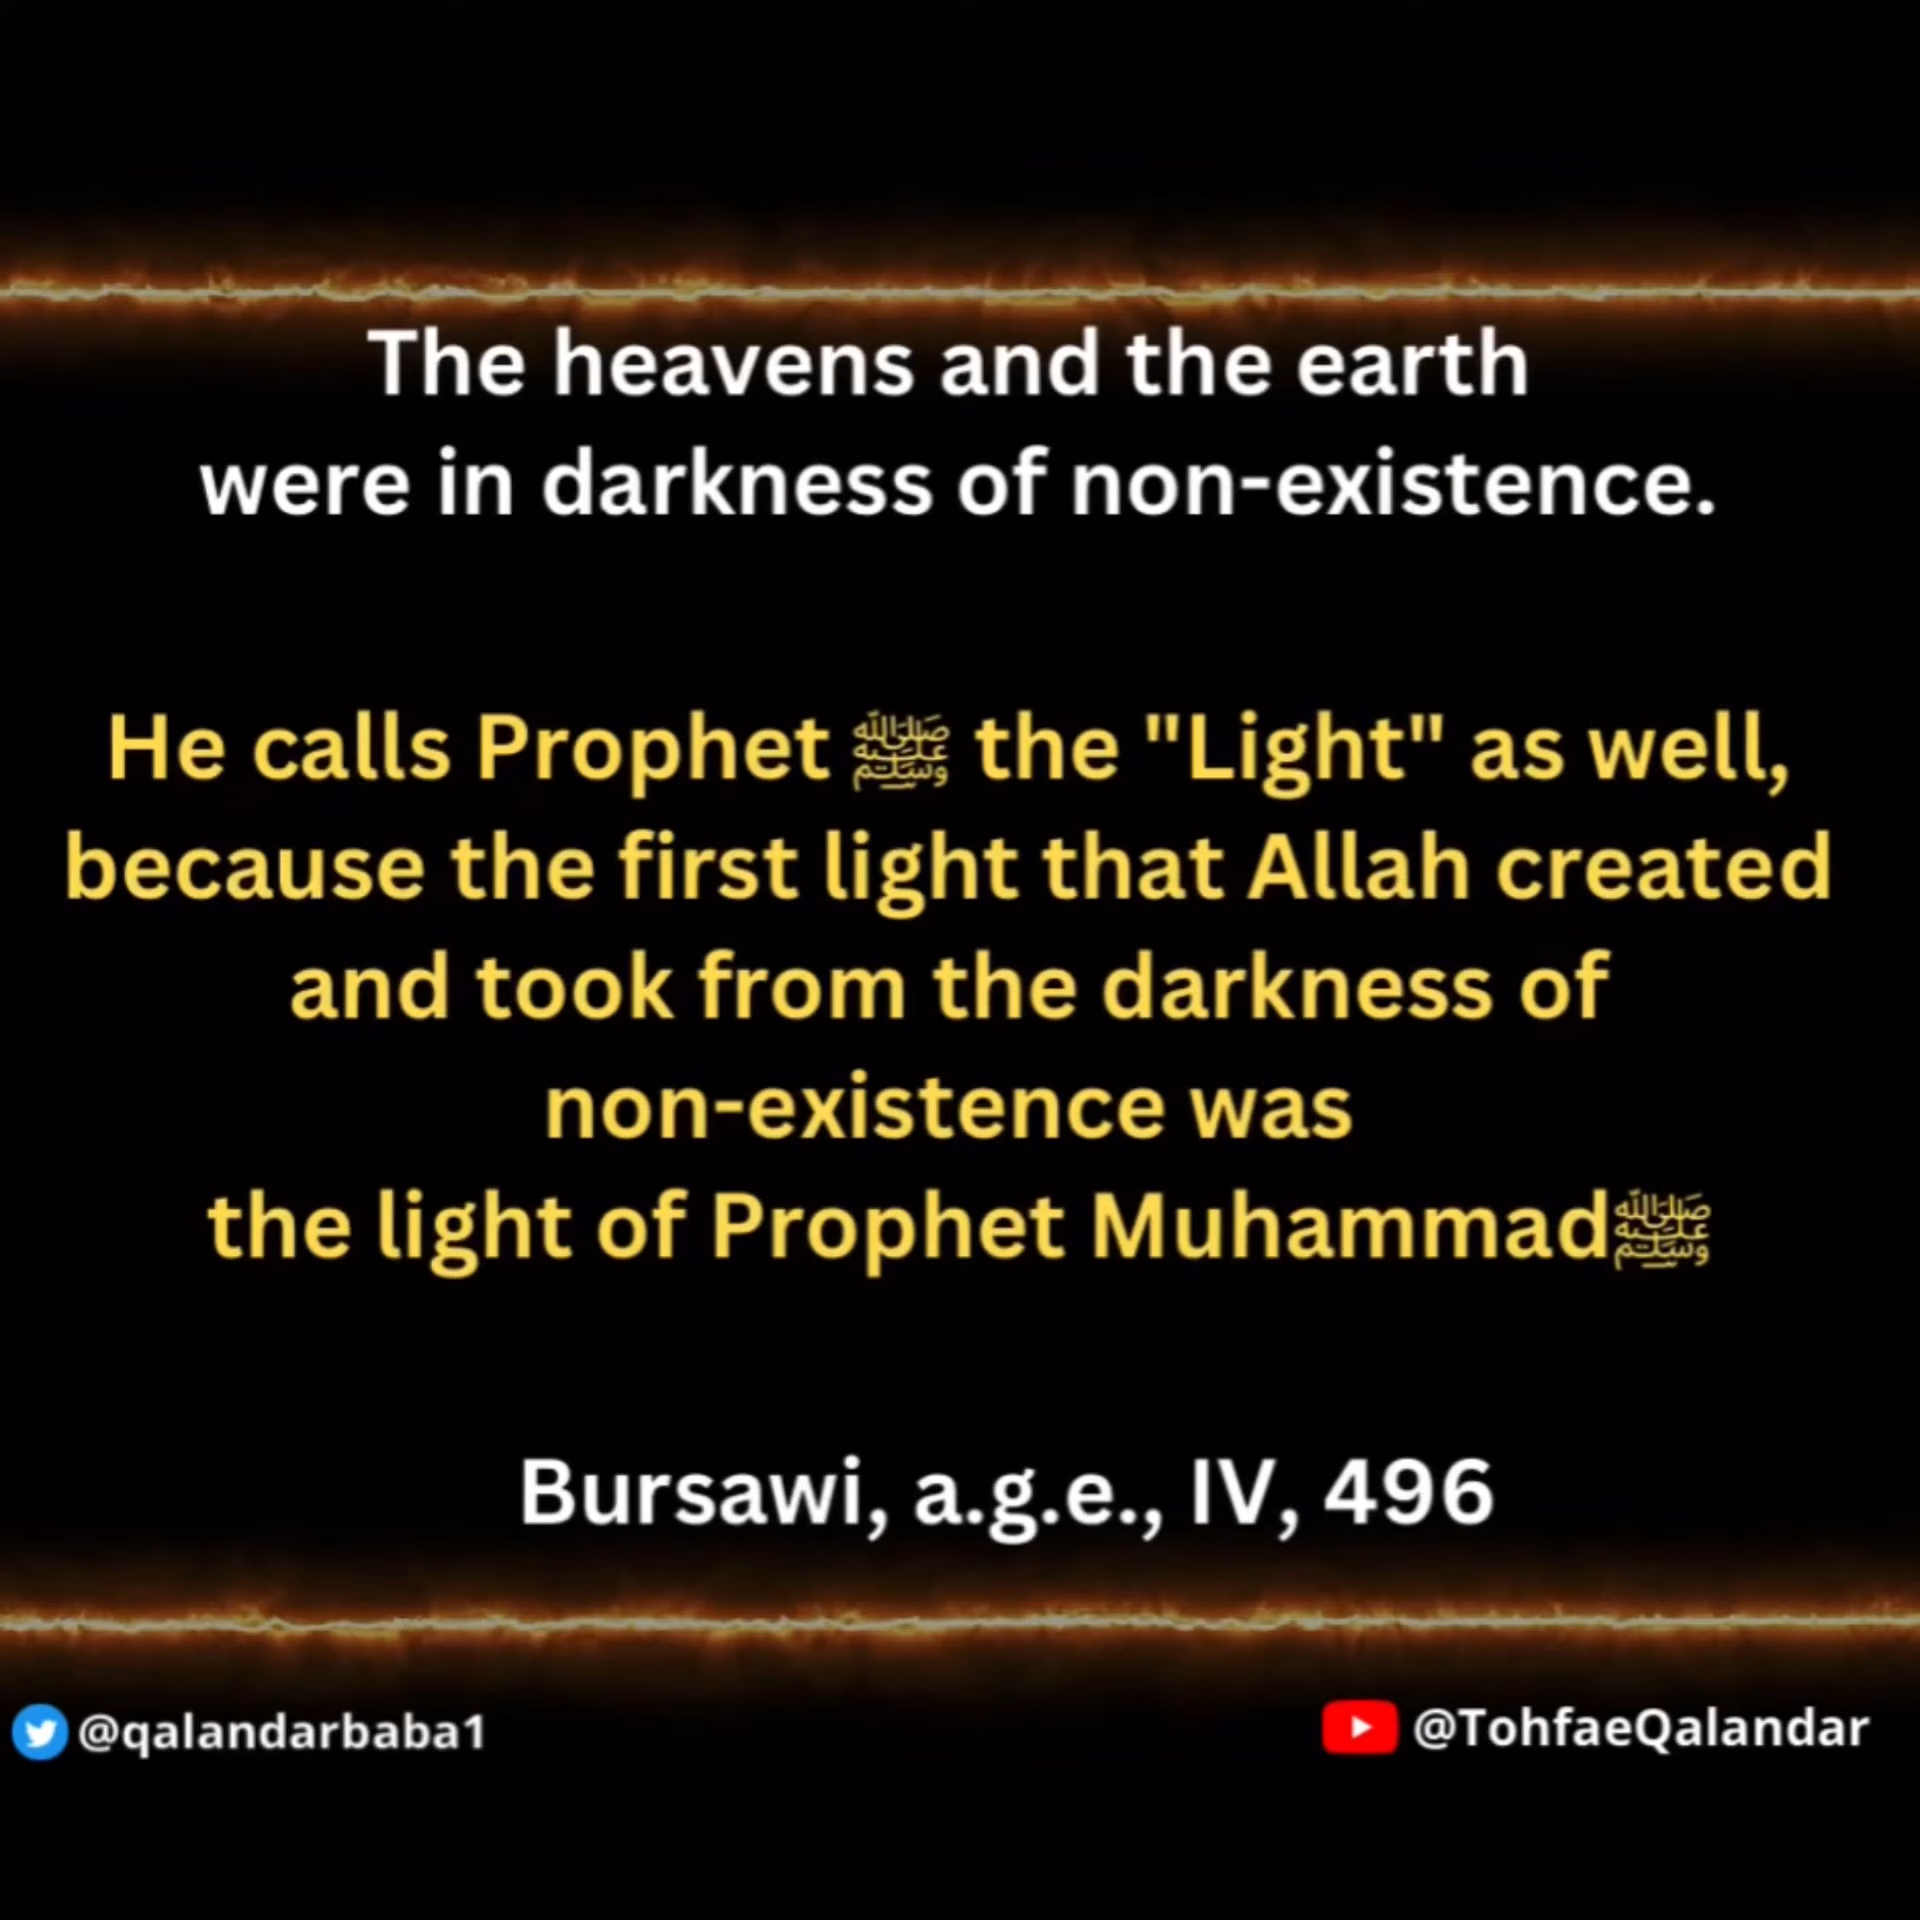 The heavens and the earth
were in darkness of non-existence.
He calls Prophet ﷺ the "Light" as well,
because the first light that Allah created
and took from the darkness of
non-existence was
the light of Prophet Muhammadﷺ
Bursawi, a.g.e., IV, 496
@qalandarbaba1
@TohfaeQalandar